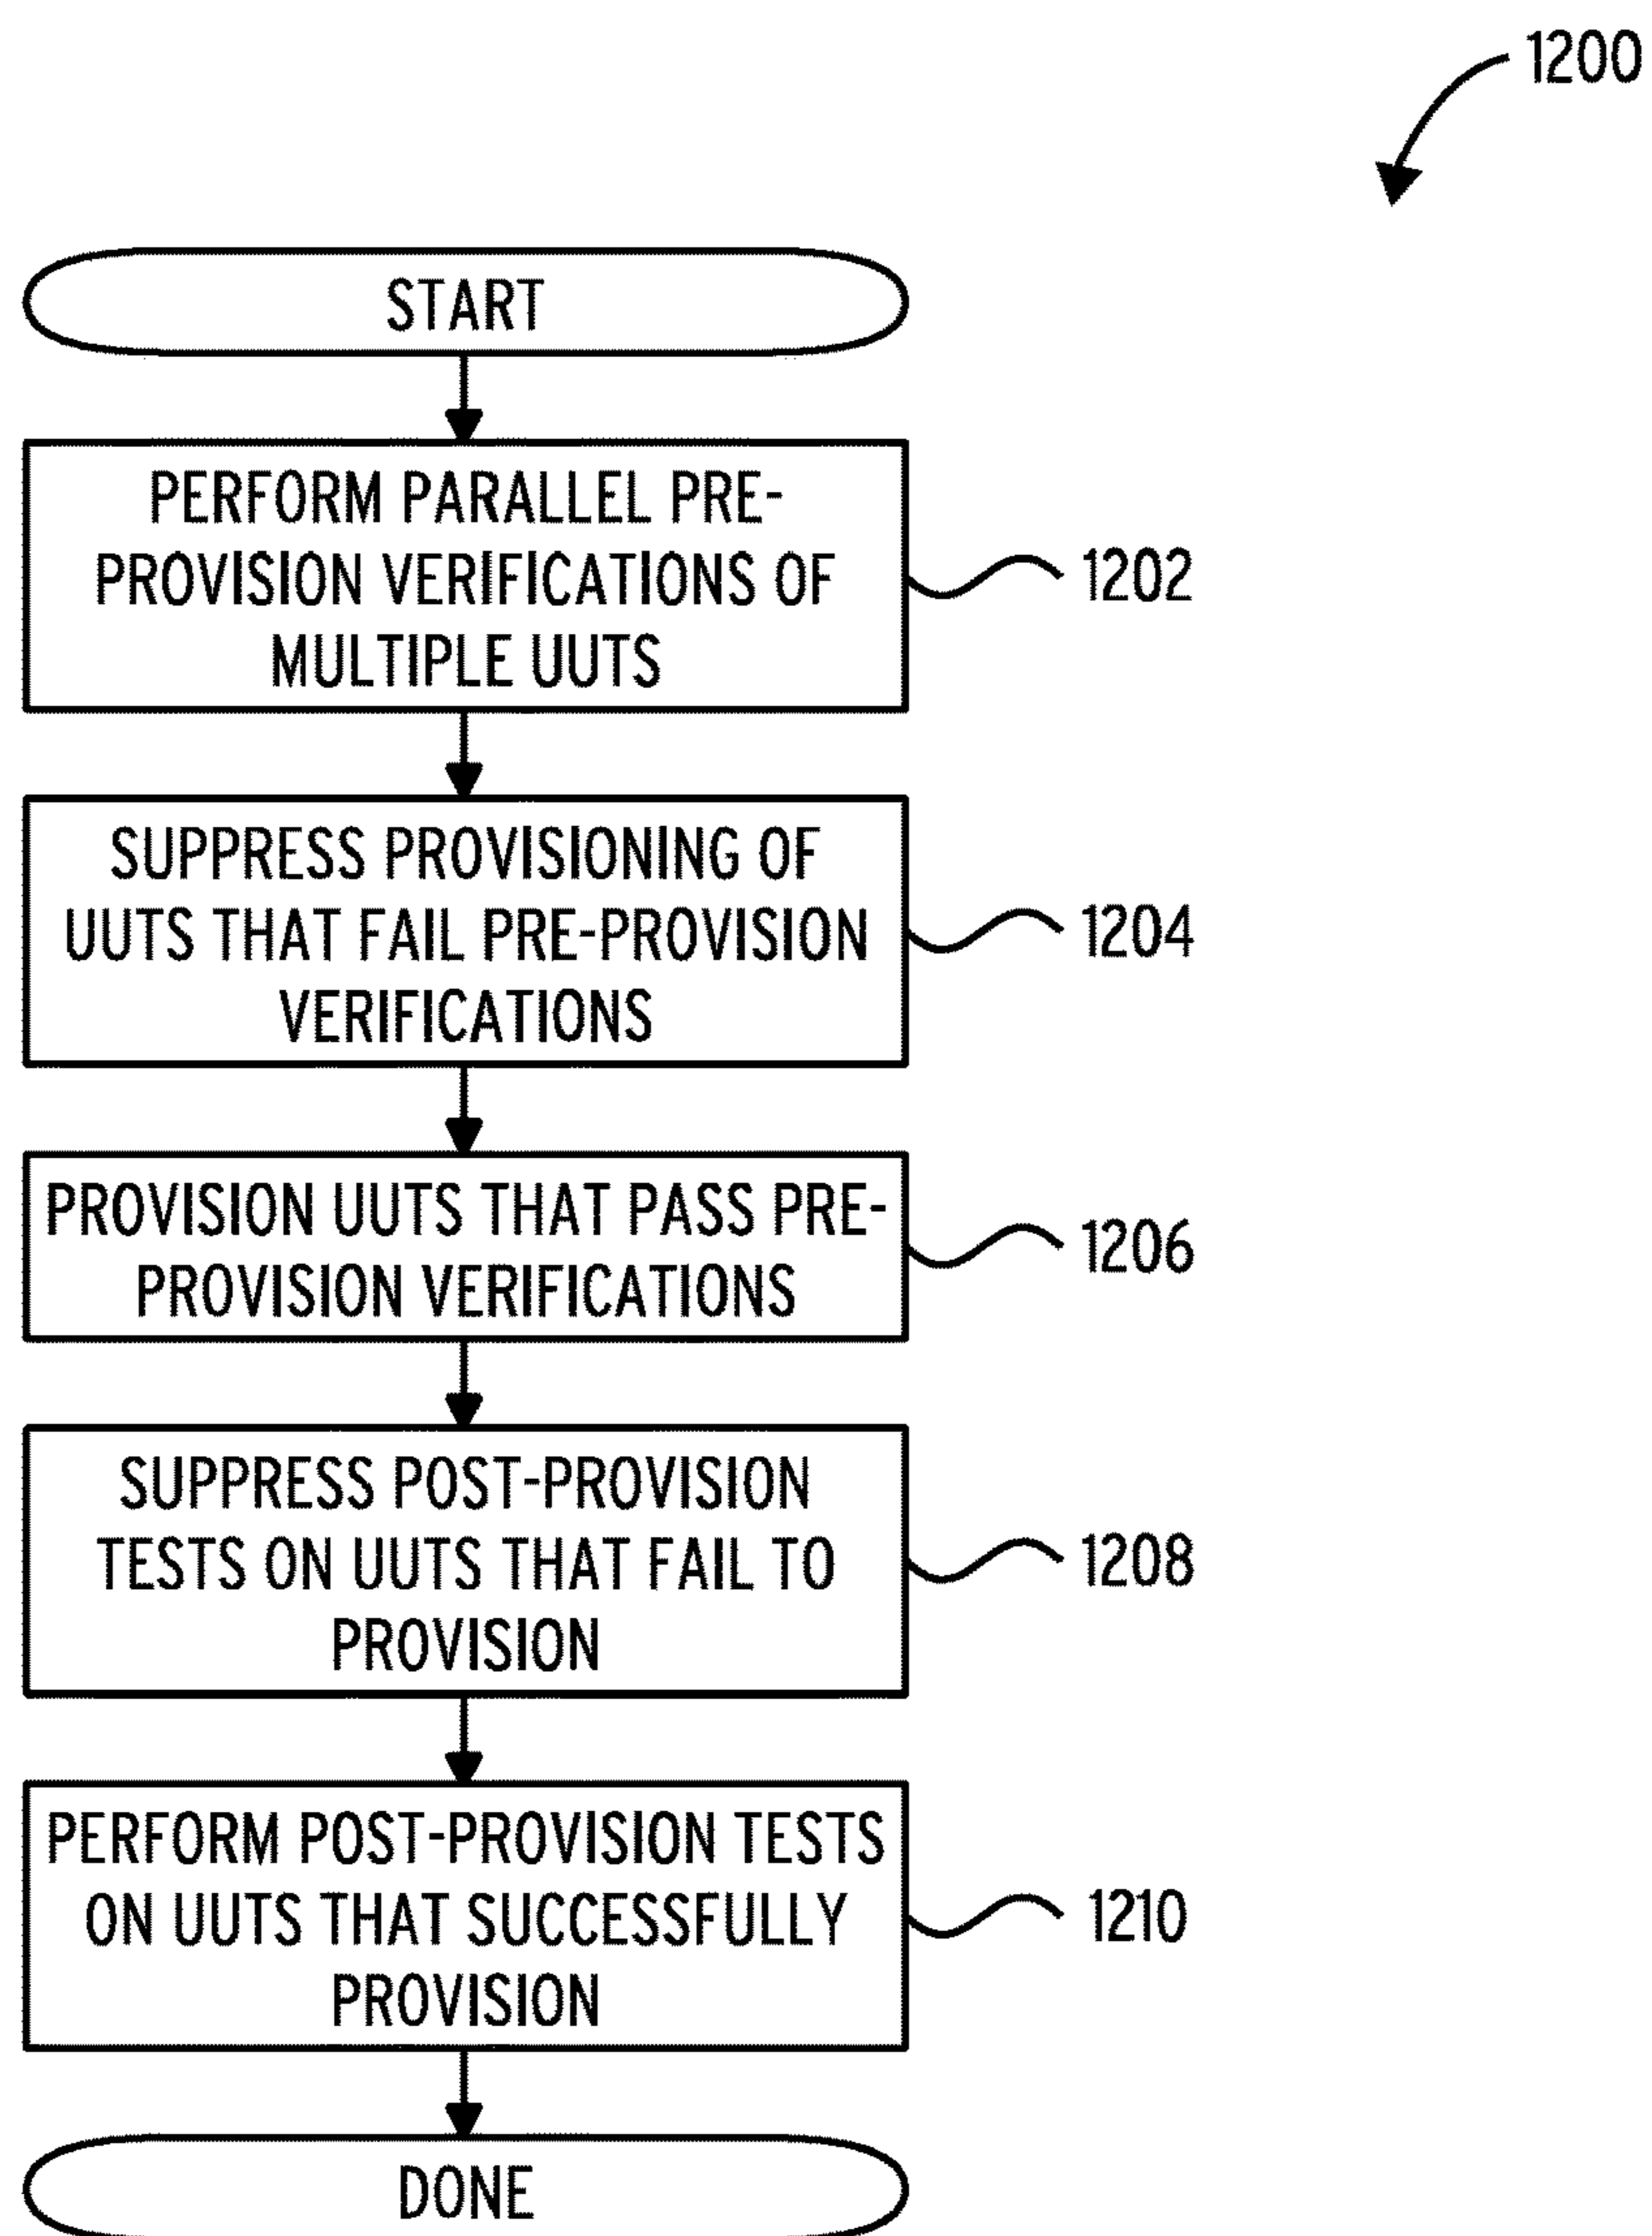 1200
START
PERFORM PARALLEL PRE-
PROVISION VERIFICATIONS OF
MULTIPLE UUTS
1202
SUPPRESS PROVISIONING OF
UUTS THAT FAIL PRE-PROVISION
VERIFICATIONS
1204
PROVISION UUTS THAT PASS PRE-
PROVISION VERIFICATIONS
1206
SUPPRESS POST-PROVISION
TESTS ON UUTS THAT FAIL TO
PROVISION
1208
PERFORM POST-PROVISION TESTS
ON UUTS THAT SUCCESSFULLY
PROVISION
1210
DONE